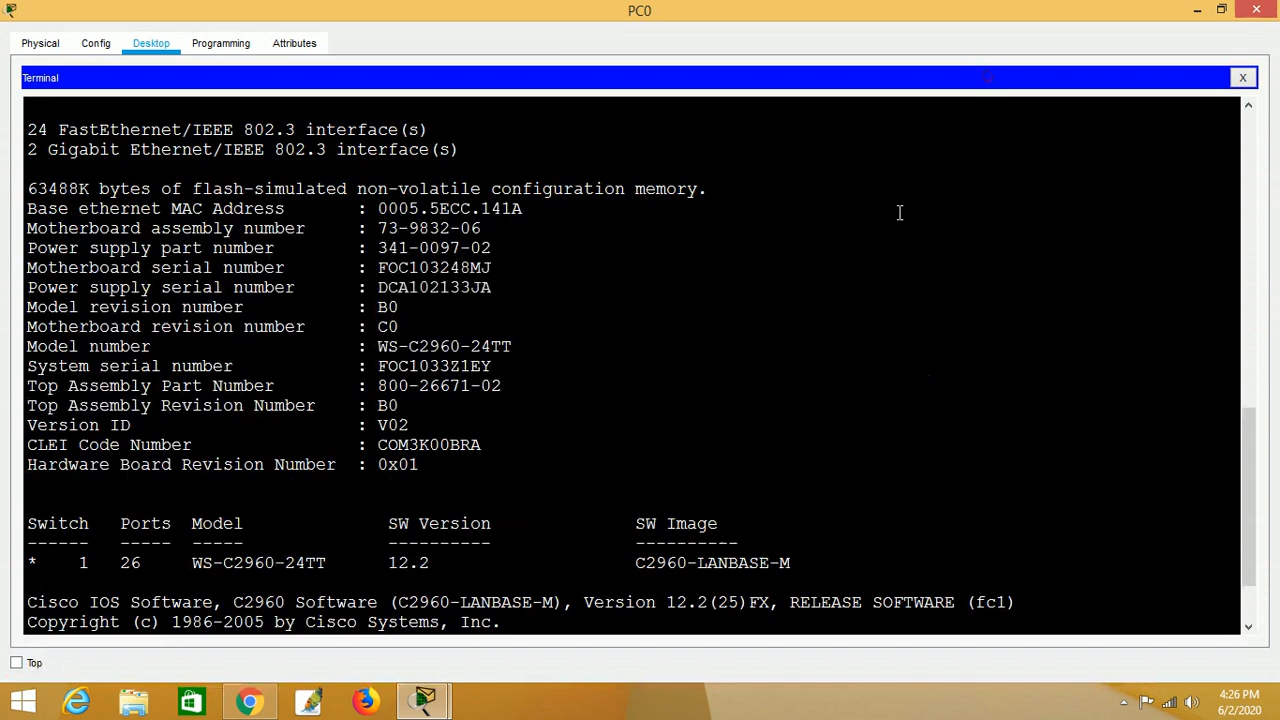 PC0
Physical Config Desktop Programming Attributes
Terminal X
24 FastEthernet/IEEE 802.3 interface(s)
2 Gigabit Ethernet/IEEE 802.3 interface(s)
63488K bytes of flash-simulated non-volatile configuration memory.
Base ethernet MAC Address : 0005.5ECC.141A
Motherboard assembly number : 73-9832-06
Power supply part number : 341-0097-02
Motherboard serial number : FOC103248MJ
Power supply serial number : DCA102133JA
Model revision number : B0
Motherboard revision number : C0
Model number : WS-C2960-24TT
System serial number : FOC1033Z1EY
Top Assembly Part Number : 800-26671-02
Top Assembly Revision Number : B0
Version ID : V02
CLEI Code Number : COM3K00BRA
Hardware Board Revision Number : 0x01
Switch Ports Model SW Version SW Image
------ ----- ----- ---------- ----------
* 1 26 WS-C2960-24TT 12.2 C2960-LANBASE-M
Cisco IOS Software, C2960 Software (C2960-LANBASE-M), Version 12.2(25)FX, RELEASE SOFTWARE (fc1)
Copyright (c) 1986-2005 by Cisco Systems, Inc.
Top
4:26 PM
6/2/2020